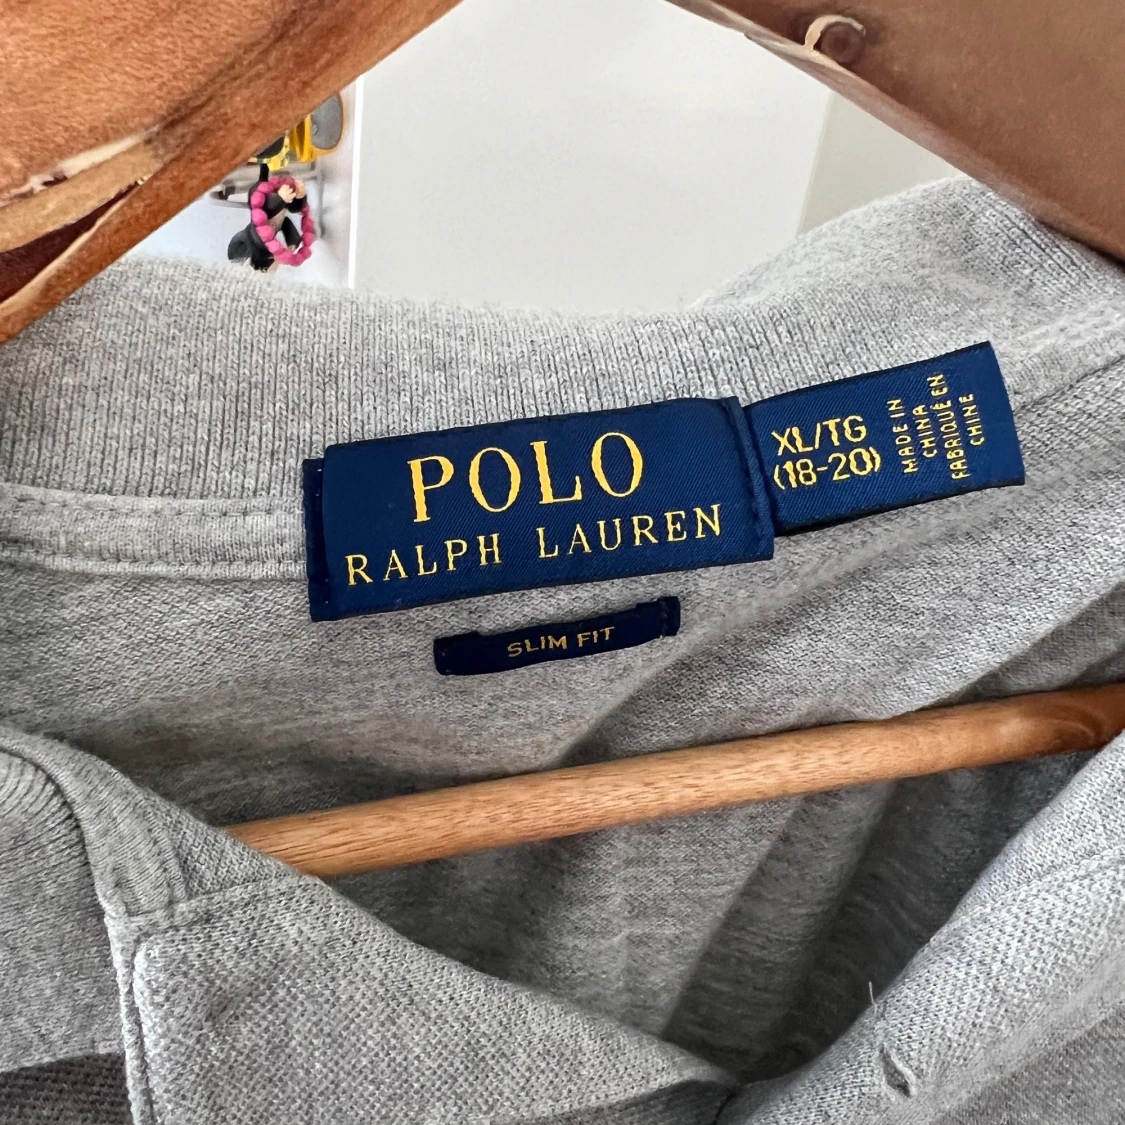 POLO
RALPH LAUREN
XL/TG
(18-20)
MADE IN
CHINA
FABRIQUÉ EN
CHINE
SLIM FIT